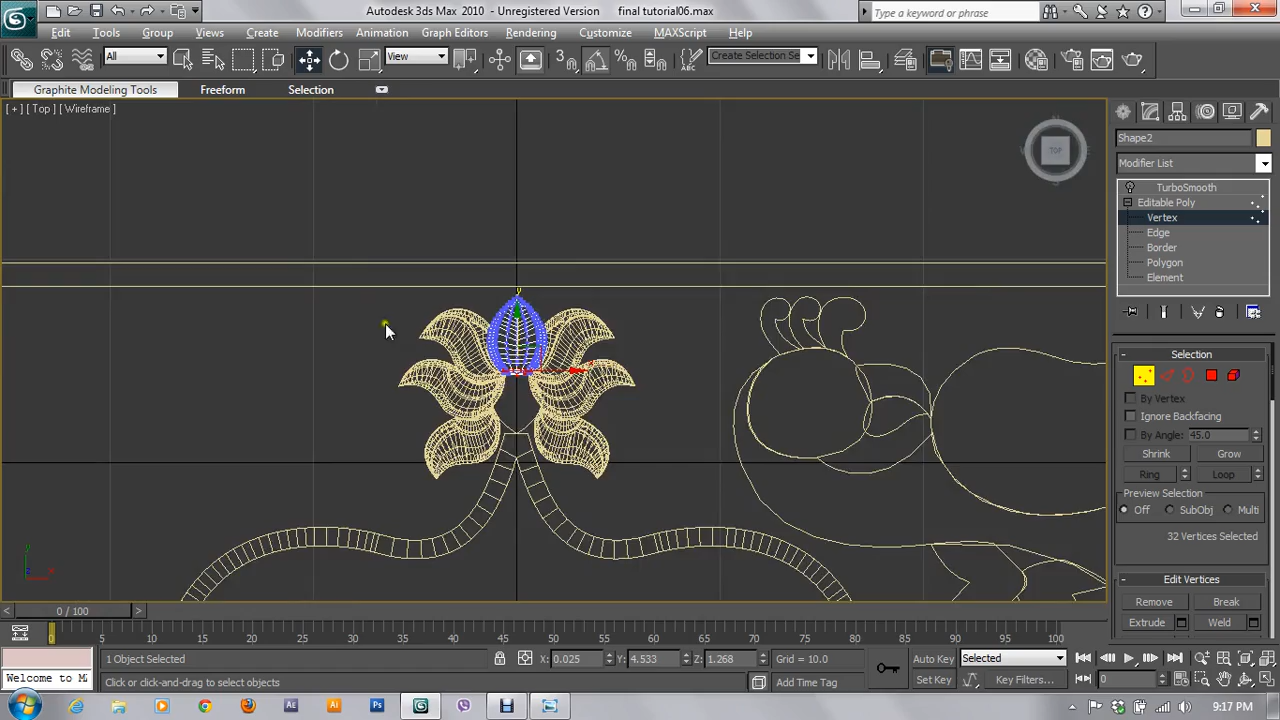 Autodesk 3ds Max 2010 - Unregistered Version final tutorial06.max
Type a keyword or phrase
Edit Tools Group Views Create Modifiers Animation Graph Editors Rendering Customize MAXScript Help
All View 3 Create Selection Se
Graphite Modeling Tools Freeform Selection
[ + ] [ Top ] [ Wireframe ]
TOP
Shape2
Modifier List
TurboSmooth
Editable Poly
Vertex
Edge
Border
Polygon
Element
Selection
By Vertex
Ignore Backfacing
By Angle: 45.0
Shrink Grow
Ring Loop
Preview Selection
Off SubObj Multi
32 Vertices Selected
Edit Vertices
Remove Break
Extrude Weld
0 / 100
0 5 10 15 20 25 30 35 40 45 50 55 60 65 70 75 80 85 90 95 100
1 Object Selected X: 0.025 Y: 4.533 Z: 1.268 Grid = 10.0 Auto Key Selected
Welcome to M Click or click-and-drag to select objects Add Time Tag Set Key Key Filters... 0
Ae Ai Ps 9:17 PM